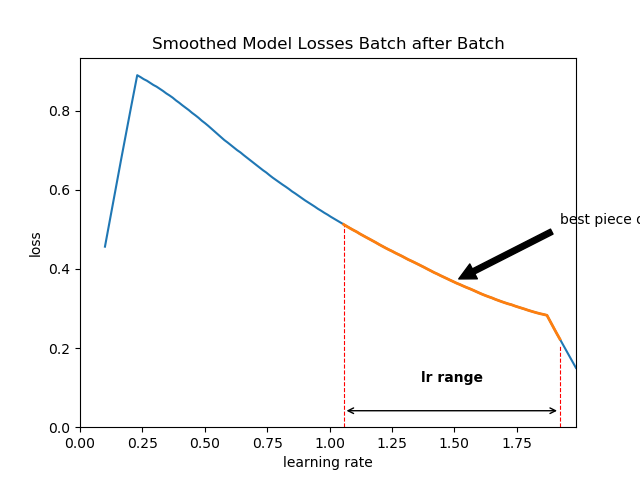 Smoothed Model Losses Batch after Batch
0.8
0.6
0.4
0.2
0.0
loss
best piece
lr range
0.00 0.25 0.50 0.75 1.00 1.25 1.50 1.75
learning rate